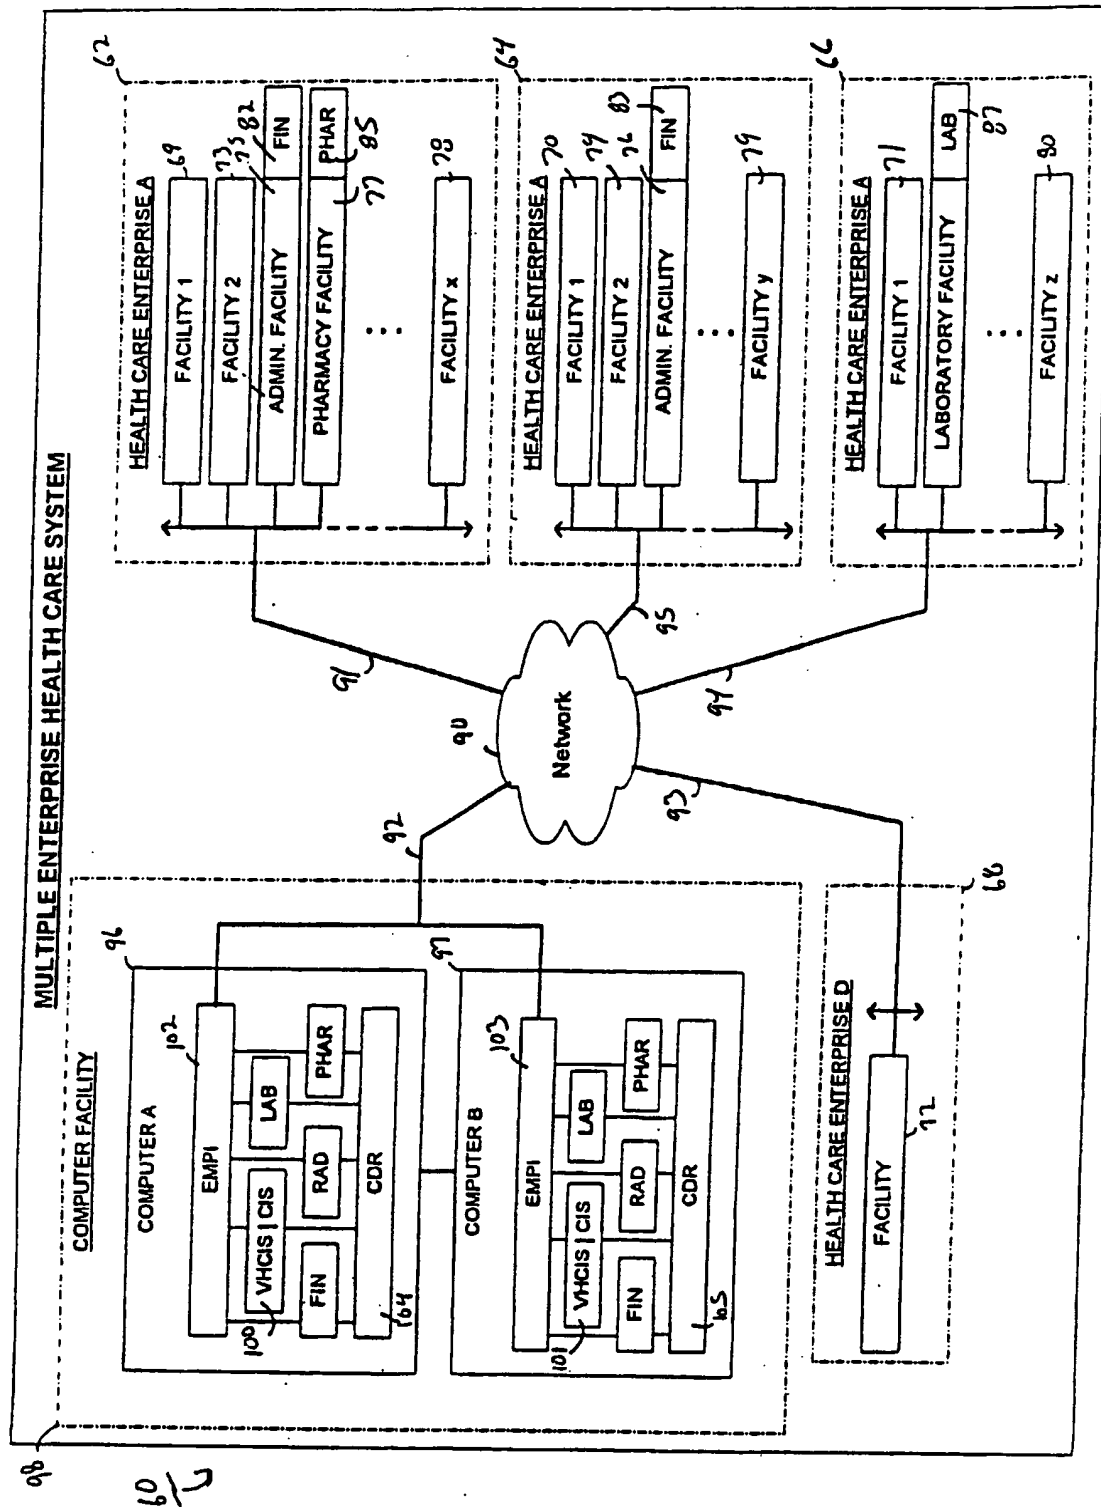 MULTIPLE ENTERPRISE HEALTH CARE SYSTEM
60
98
COMPUTER FACILITY
COMPUTER A
96
EMPI
102
VHCIS | CIS
100
LAB
FIN
RAD
PHAR
CDR
104
COMPUTER B
97
EMPI
103
VHCIS | CIS
101
LAB
FIN
RAD
PHAR
CDR
105
92
HEALTH CARE ENTERPRISE D
68
FACILITY
72
90
Network
91
95
93
94
62
HEALTH CARE ENTERPRISE A
FACILITY 1
69
FACILITY 2
73
75
ADMIN. FACILITY
82
FIN
PHARMACY FACILITY
77
PHAR
85
FACILITY x
78
64
HEALTH CARE ENTERPRISE A
FACILITY 1
70
FACILITY 2
74
76
ADMIN. FACILITY
83
FIN
FACILITY y
79
66
HEALTH CARE ENTERPRISE A
FACILITY 1
71
LABORATORY FACILITY
LAB
87
FACILITY z
80